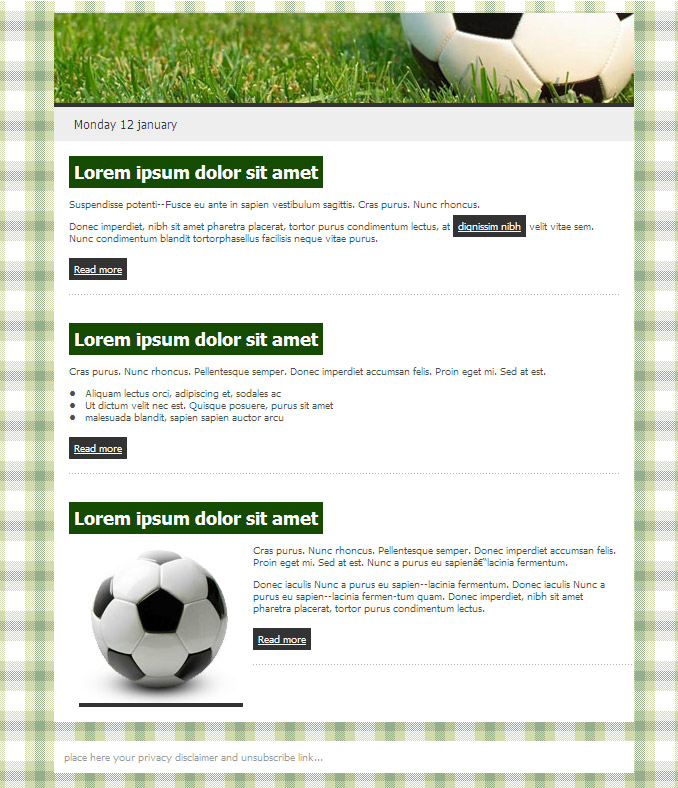 Monday 12 january
Lorem ipsum dolor sit amet
Suspendisse potenti--Fusce eu ante in sapien vestibulum sagittis. Cras purus. Nunc rhoncus.
Donec imperdiet, nibh sit amet pharetra placerat, tortor purus condimentum lectus, at dignissim nibh velit vitae sem.
Nunc condimentum blandit tortorphasellus facilisis neque vitae purus.
Read more
Lorem ipsum dolor sit amet
Cras purus. Nunc rhoncus. Pellentesque semper. Donec imperdiet accumsan felis. Proin eget mi. Sed at est.
● Aliquam lectus orci, adipiscing et, sodales ac
● Ut dictum velit nec est. Quisque posuere, purus sit amet
● malesuada blandit, sapien sapien auctor arcu
Read more
Lorem ipsum dolor sit amet
Cras purus. Nunc rhoncus. Pellentesque semper. Donec imperdiet accumsan felis.
Proin eget mi. Sed at est. Nunc a purus eu sapienâ€“lacinia fermentum.
Donec iaculis Nunc a purus eu sapien--lacinia fermentum. Donec iaculis Nunc a
purus eu sapien--lacinia fermen-tum quam. Donec imperdiet, nibh sit amet
pharetra placerat, tortor purus condimentum lectus.
Read more
place here your privacy disclaimer and unsubscribe link...